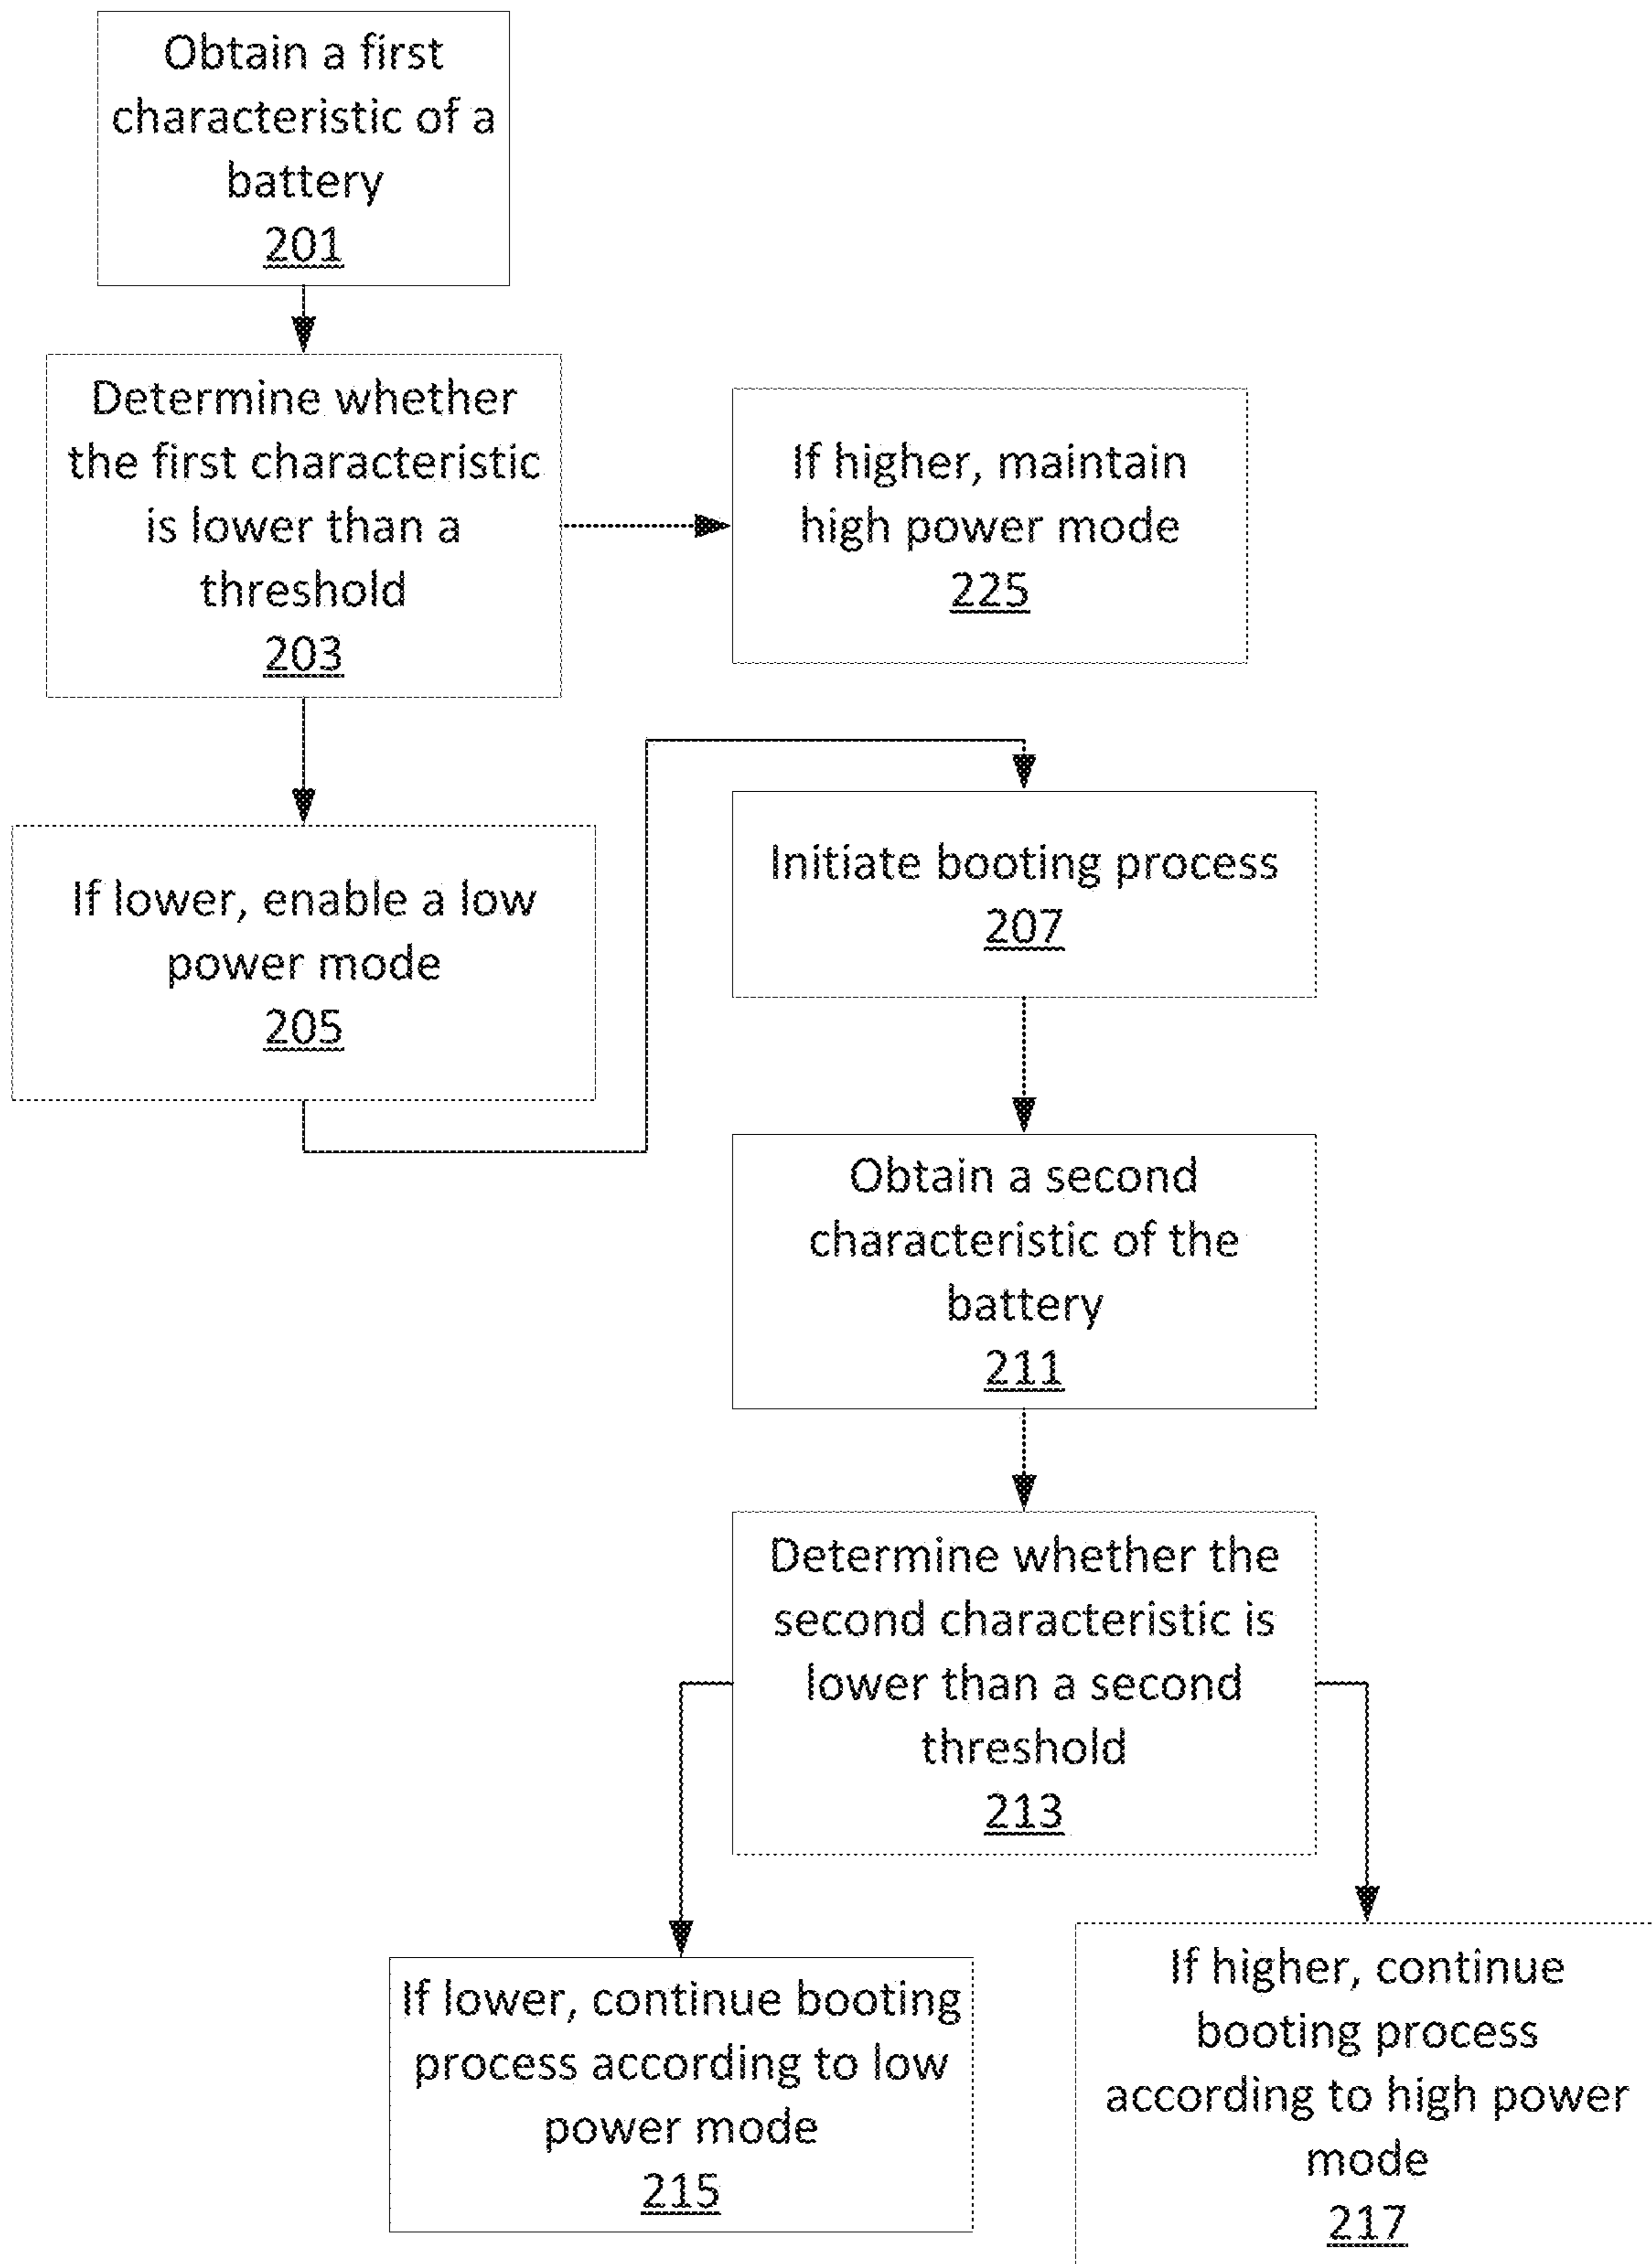 Obtain a first
characteristic of a
battery
201
Determine whether
the first characteristic
is lower than a
threshold
203
If higher, maintain
high power mode
225
If lower, enable a low
power mode
205
Initiate booting process
207
Obtain a second
characteristic of the
battery
211
Determine whether the
second characteristic is
lower than a second
threshold
213
If lower, continue booting
process according to low
power mode
215
If higher, continue
booting process
according to high power
mode
217